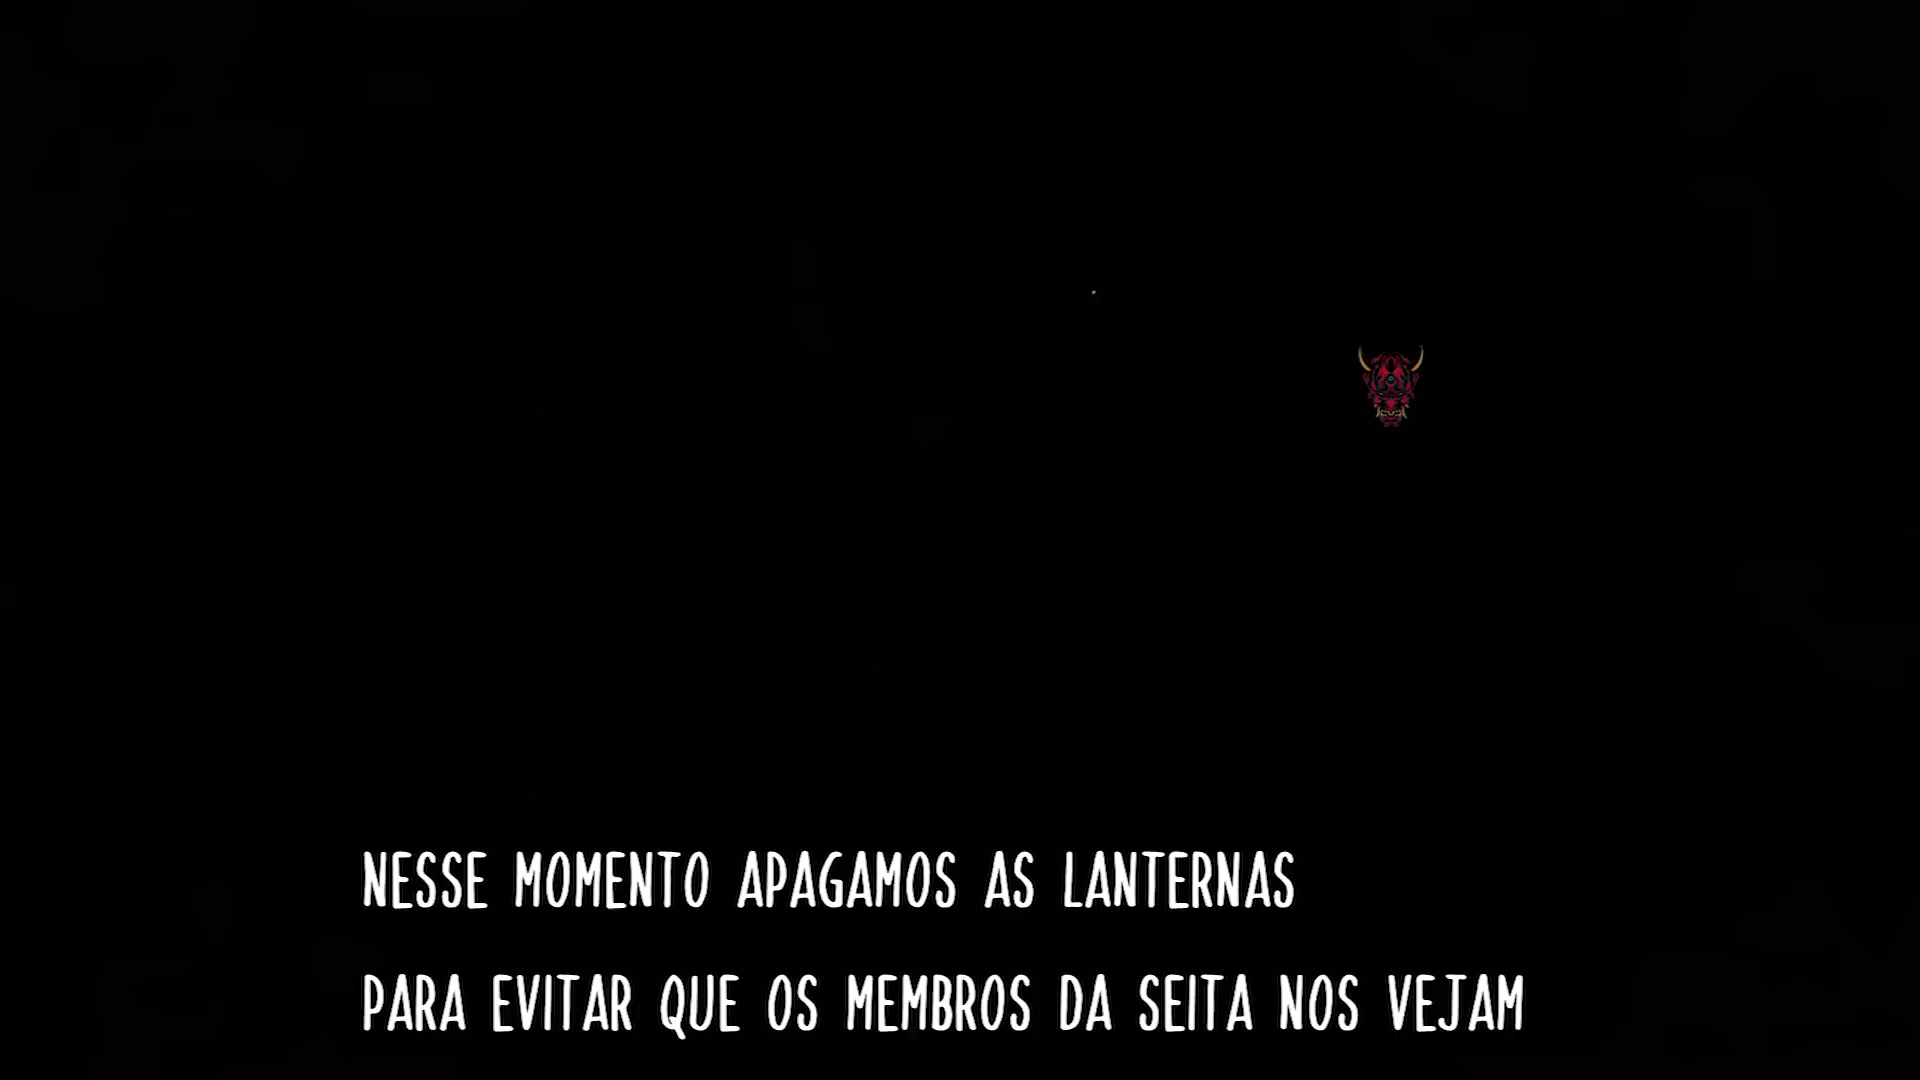 NESSE MOMENTO APAGAMOS AS LANTERNAS
PARA EVITAR QUE OS MEMBROS DA SEITA NOS VEJAM